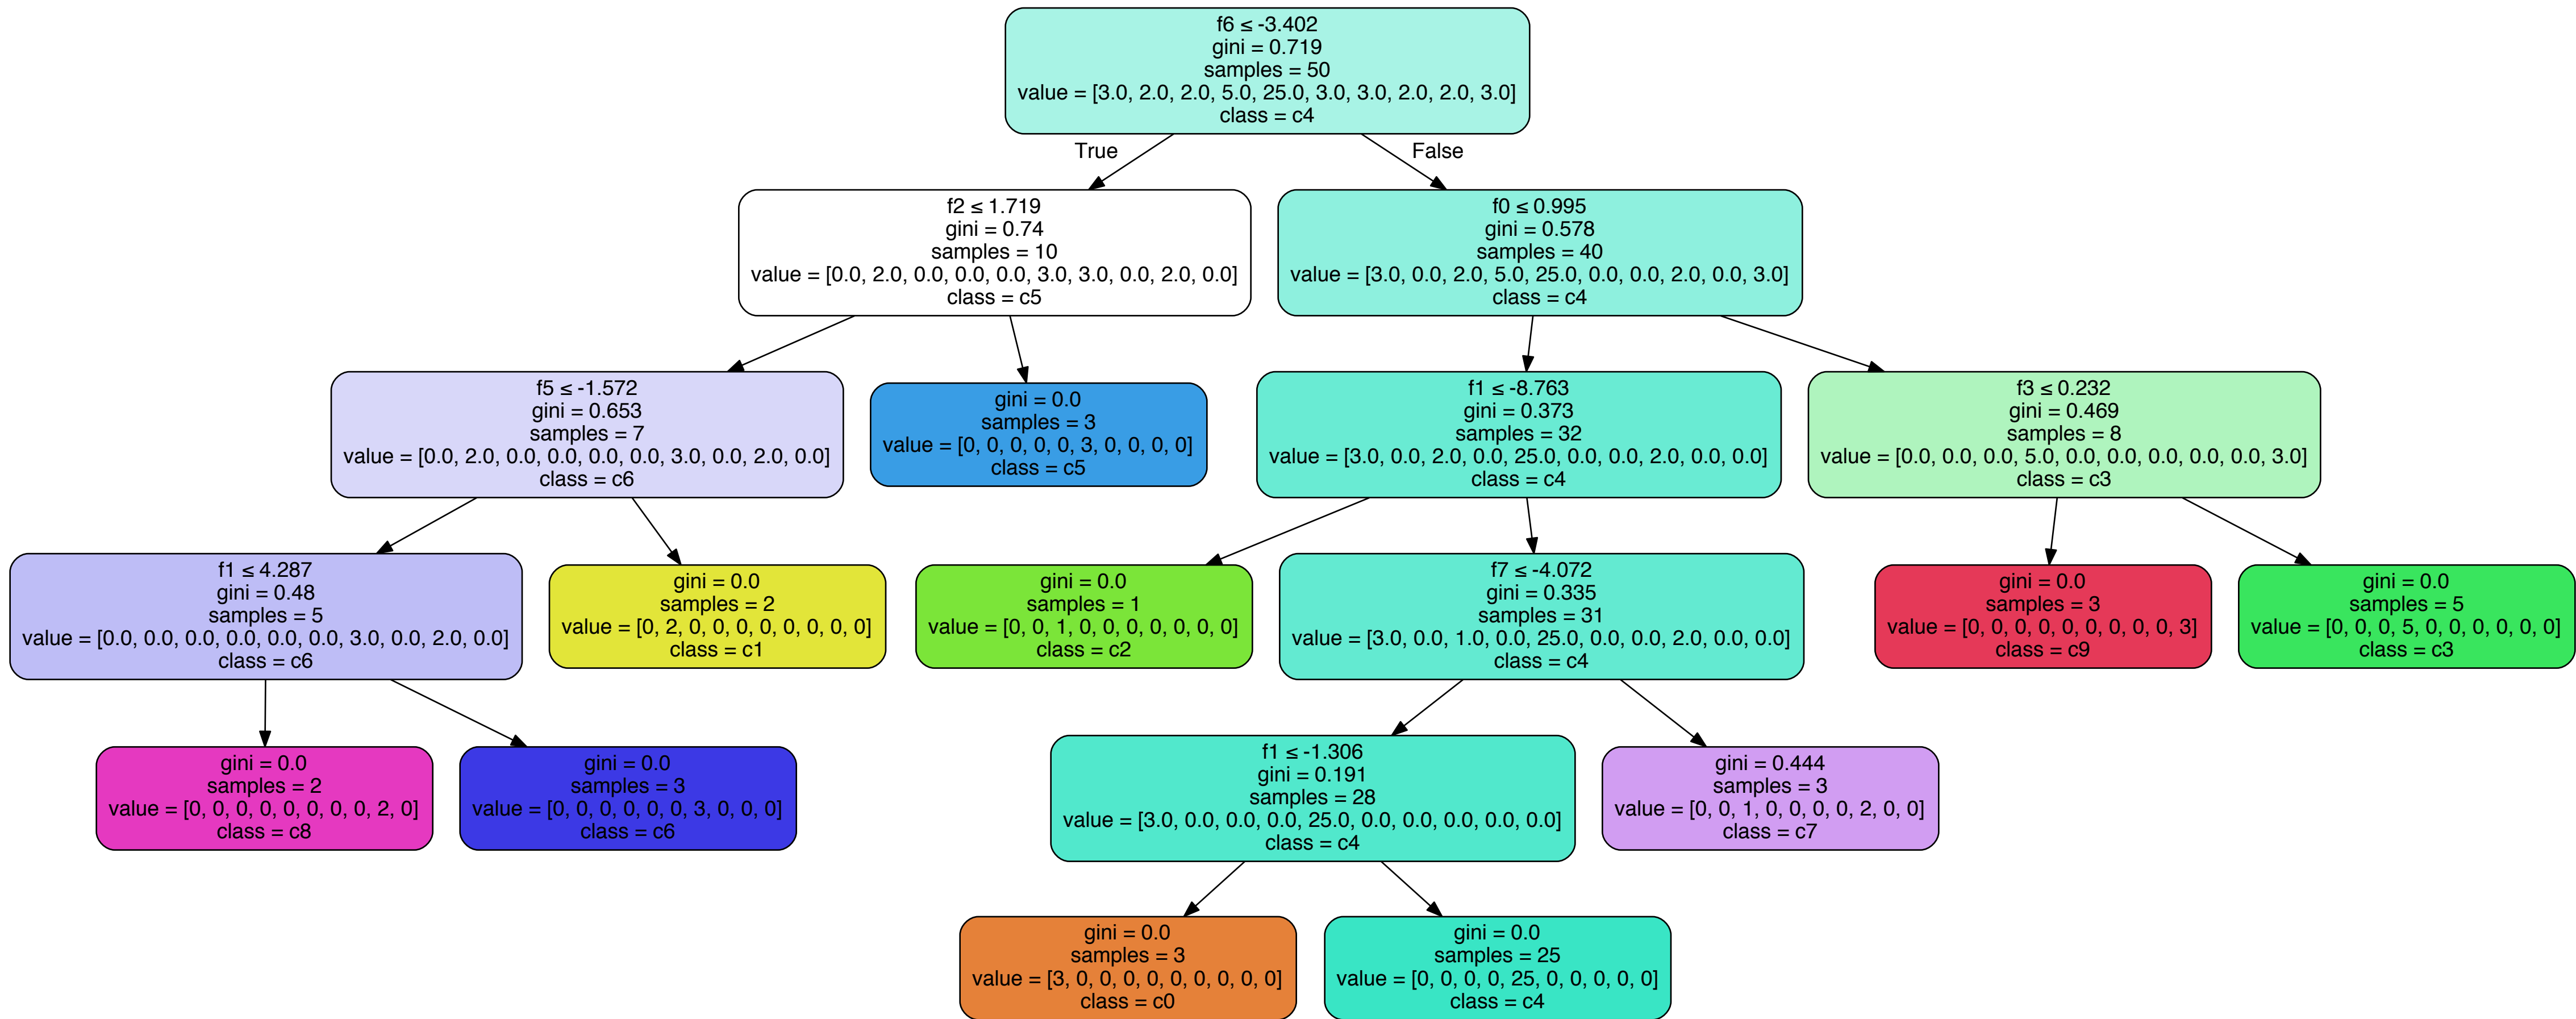 f6 ≤ -3.402
gini = 0.719
samples = 50
value = [3.0, 2.0, 2.0, 5.0, 25.0, 3.0, 3.0, 2.0, 2.0, 3.0]
class = c4
True
False
f2 ≤ 1.719
gini = 0.74
samples = 10
value = [0.0, 2.0, 0.0, 0.0, 0.0, 3.0, 3.0, 0.0, 2.0, 0.0]
class = c5
f0 ≤ 0.995
gini = 0.578
samples = 40
value = [3.0, 0.0, 2.0, 5.0, 25.0, 0.0, 0.0, 2.0, 0.0, 3.0]
class = c4
f5 ≤ -1.572
gini = 0.653
samples = 7
value = [0.0, 2.0, 0.0, 0.0, 0.0, 0.0, 3.0, 0.0, 2.0, 0.0]
class = c6
gini = 0.0
samples = 3
value = [0, 0, 0, 0, 0, 3, 0, 0, 0, 0]
class = c5
f1 ≤ -8.763
gini = 0.373
samples = 32
value = [3.0, 0.0, 2.0, 0.0, 25.0, 0.0, 0.0, 2.0, 0.0, 0.0]
class = c4
f3 ≤ 0.232
gini = 0.469
samples = 8
value = [0.0, 0.0, 0.0, 5.0, 0.0, 0.0, 0.0, 0.0, 0.0, 3.0]
class = c3
f1 ≤ 4.287
gini = 0.48
samples = 5
value = [0.0, 0.0, 0.0, 0.0, 0.0, 0.0, 3.0, 0.0, 2.0, 0.0]
class = c6
gini = 0.0
samples = 2
value = [0, 2, 0, 0, 0, 0, 0, 0, 0, 0]
class = c1
gini = 0.0
samples = 1
value = [0, 0, 1, 0, 0, 0, 0, 0, 0, 0]
class = c2
f7 ≤ -4.072
gini = 0.335
samples = 31
value = [3.0, 0.0, 1.0, 0.0, 25.0, 0.0, 0.0, 2.0, 0.0, 0.0]
class = c4
gini = 0.0
samples = 3
value = [0, 0, 0, 0, 0, 0, 0, 0, 0, 3]
class = c9
gini = 0.0
samples = 5
value = [0, 0, 0, 5, 0, 0, 0, 0, 0, 0]
class = c3
gini = 0.0
samples = 2
value = [0, 0, 0, 0, 0, 0, 0, 0, 2, 0]
class = c8
gini = 0.0
samples = 3
value = [0, 0, 0, 0, 0, 0, 3, 0, 0, 0]
class = c6
f1 ≤ -1.306
gini = 0.191
samples = 28
value = [3.0, 0.0, 0.0, 0.0, 25.0, 0.0, 0.0, 0.0, 0.0, 0.0]
class = c4
gini = 0.444
samples = 3
value = [0, 0, 1, 0, 0, 0, 0, 2, 0, 0]
class = c7
gini = 0.0
samples = 3
value = [3, 0, 0, 0, 0, 0, 0, 0, 0, 0]
class = c0
gini = 0.0
samples = 25
value = [0, 0, 0, 0, 25, 0, 0, 0, 0, 0]
class = c4